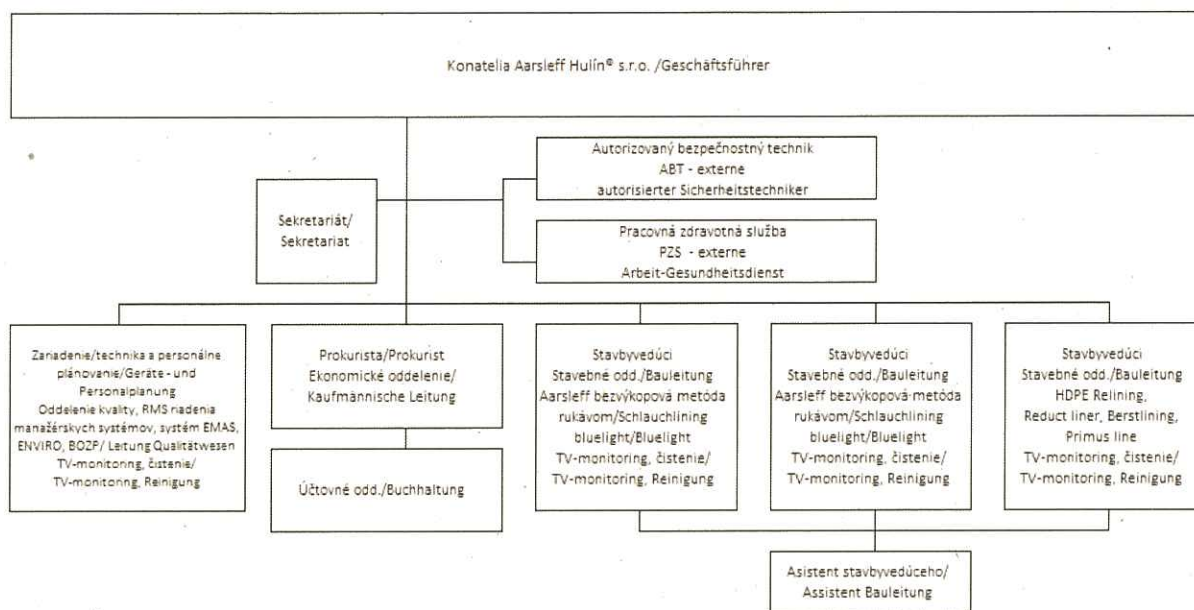 Konatelia Aarsleff Hulín® s.r.o. /Geschäftsführer
Autorizovaný bezpečnostný technik
ABT - externe
autorisierter Sicherheitstechniker
Sekretariát/
Sekretariat
Pracovná zdravotná služba
PZS - externe
Arbeit-Gesundheitsdienst
Zariadenie/technika a personálne
plánovanie/Geräte - und
Personalplanung
Oddelenie kvality, RMS riadenia
manažérskych systémov, systém EMAS,
ENVIRO, BOZP/ Leitung Qualitätwesen
TV-monitoring, čistenie/
TV-monitoring, Reinigung
Prokurista/Prokurist
Ekonomické oddelenie/
Kaufmännische Leitung
Účtovné odd./Buchhaltung
Stavbyvedúci
Stavebné odd./Bauleitung
Aarsleff bezvýkopová metóda
rukávom/Schlauchlining
bluelight/Bluelight
TV-monitoring, čistenie/
TV-monitoring, Reinigung
Stavbyvedúci
Stavebné odd./Bauleitung
Aarsleff bezvýkopová metóda
rukávom/Schlauchlining
bluelight/Bluelight
TV-monitoring, čistenie/
TV-monitoring, Reinigung
Stavbyvedúci
Stavebné odd./Bauleitung
HDPE Relining,
Reduct liner, Berstlining,
Primus line
TV-monitoring, čistenie/
TV-monitoring, Reinigung
Asistent stavbyvedúceho/
Assistent Bauleitung